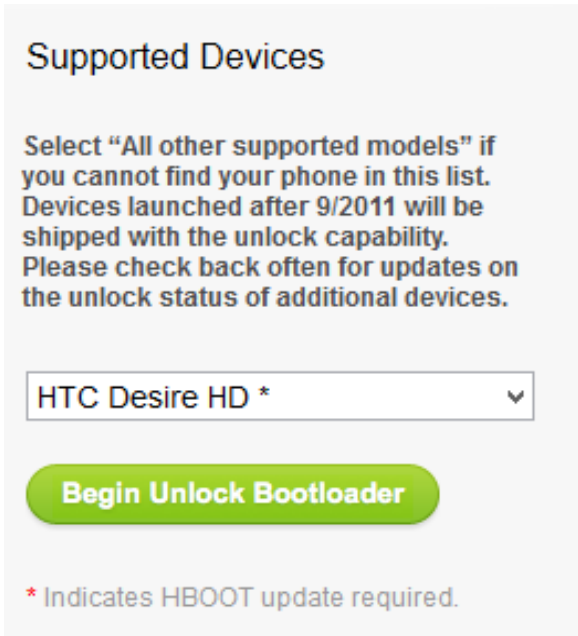 Supported Devices
Select “All other supported models” if
you cannot find your phone in this list.
Devices launched after 9/2011 will be
shipped with the unlock capability.
Please check back often for updates on
the unlock status of additional devices.
HTC Desire HD *
Begin Unlock Bootloader
* Indicates HBOOT update required.